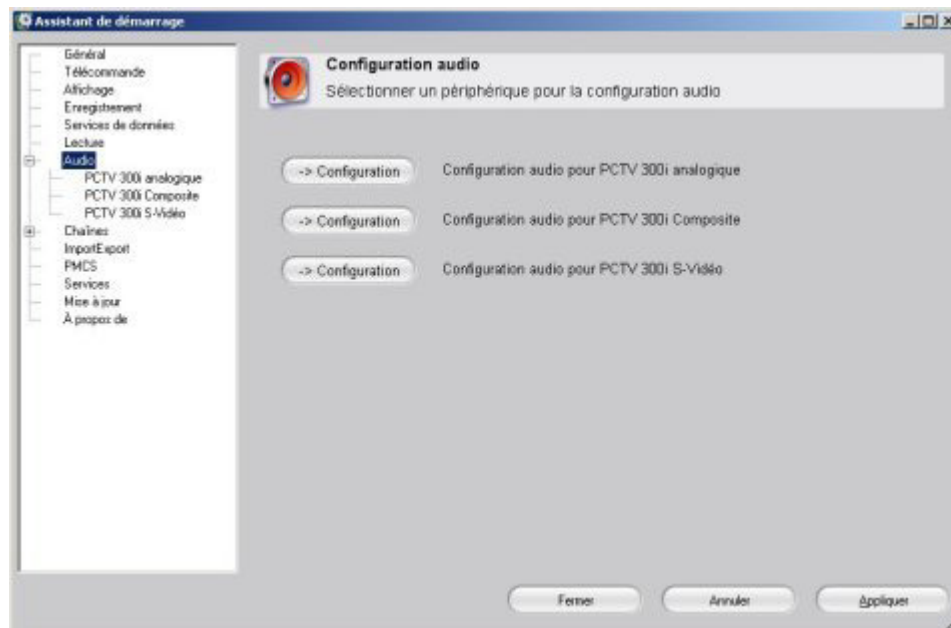 Assistant de démarrage
Général
Télécommande
Affichage
Enregistrement
Services de données
Lecture
Audio
PCTV 300i analogique
PCTV 300i Composite
PCTV 300i S-Vidéo
Chaînes
ImportExport
PMCS
Services
Mise à jour
À propos de
Configuration audio
Sélectionner un périphérique pour la configuration audio
-> Configuration Configuration audio pour PCTV 300i analogique
-> Configuration Configuration audio pour PCTV 300i Composite
-> Configuration Configuration audio pour PCTV 300i S-Vidéo
Fermer Annuler Appliquer